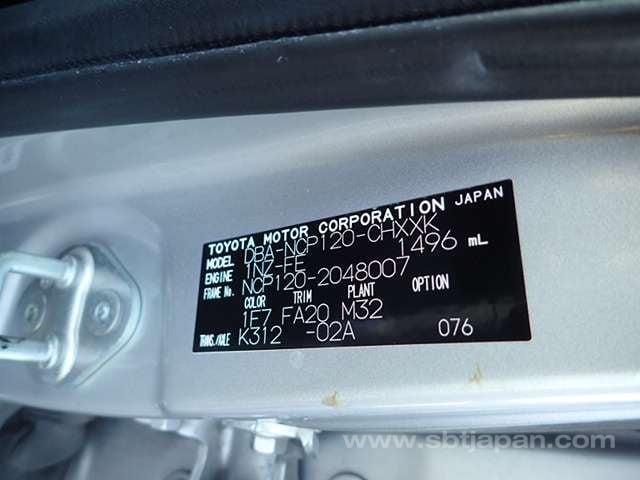 TOYOTA MOTOR CORPORATION JAPAN
MODEL DBA-NCP120-CHXXK
ENGINE 1NZ-FE 1496 mL
FRAME No. NCP120-2048007
COLOR TRIM PLANT OPTION
1E7 FA20 M32
TRANS./AXLE K312 -02A 076
www.sbtjapan.com